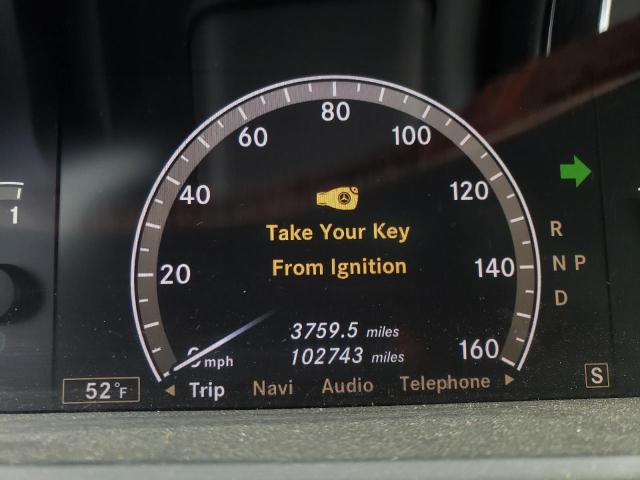 80
60
100
40
120
1
Take Your Key
R
From Ignition
20
140
N P
D
3759.5 miles
0 mph
102743 miles
160
52°F
Trip Navi Audio Telephone
S